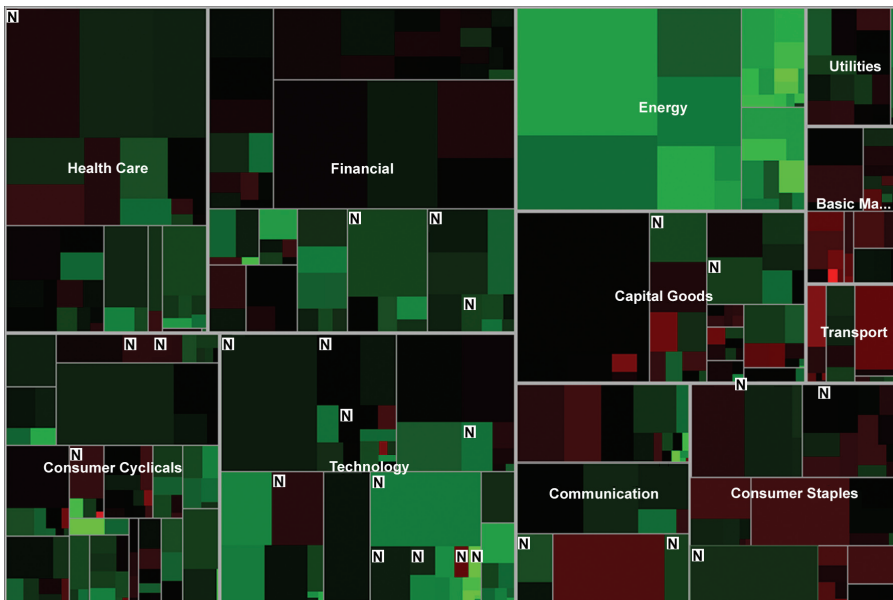 N
Health Care
Financial
Energy
Utilities
Basic Ma...
N
N
N
N
N
Capital Goods
Transport
N
N
N
N
N
N
N
N
N
Consumer Cyclicals
N
Technology
N
N
N
N
N
N
Communication
Consumer Staples
N
N
N